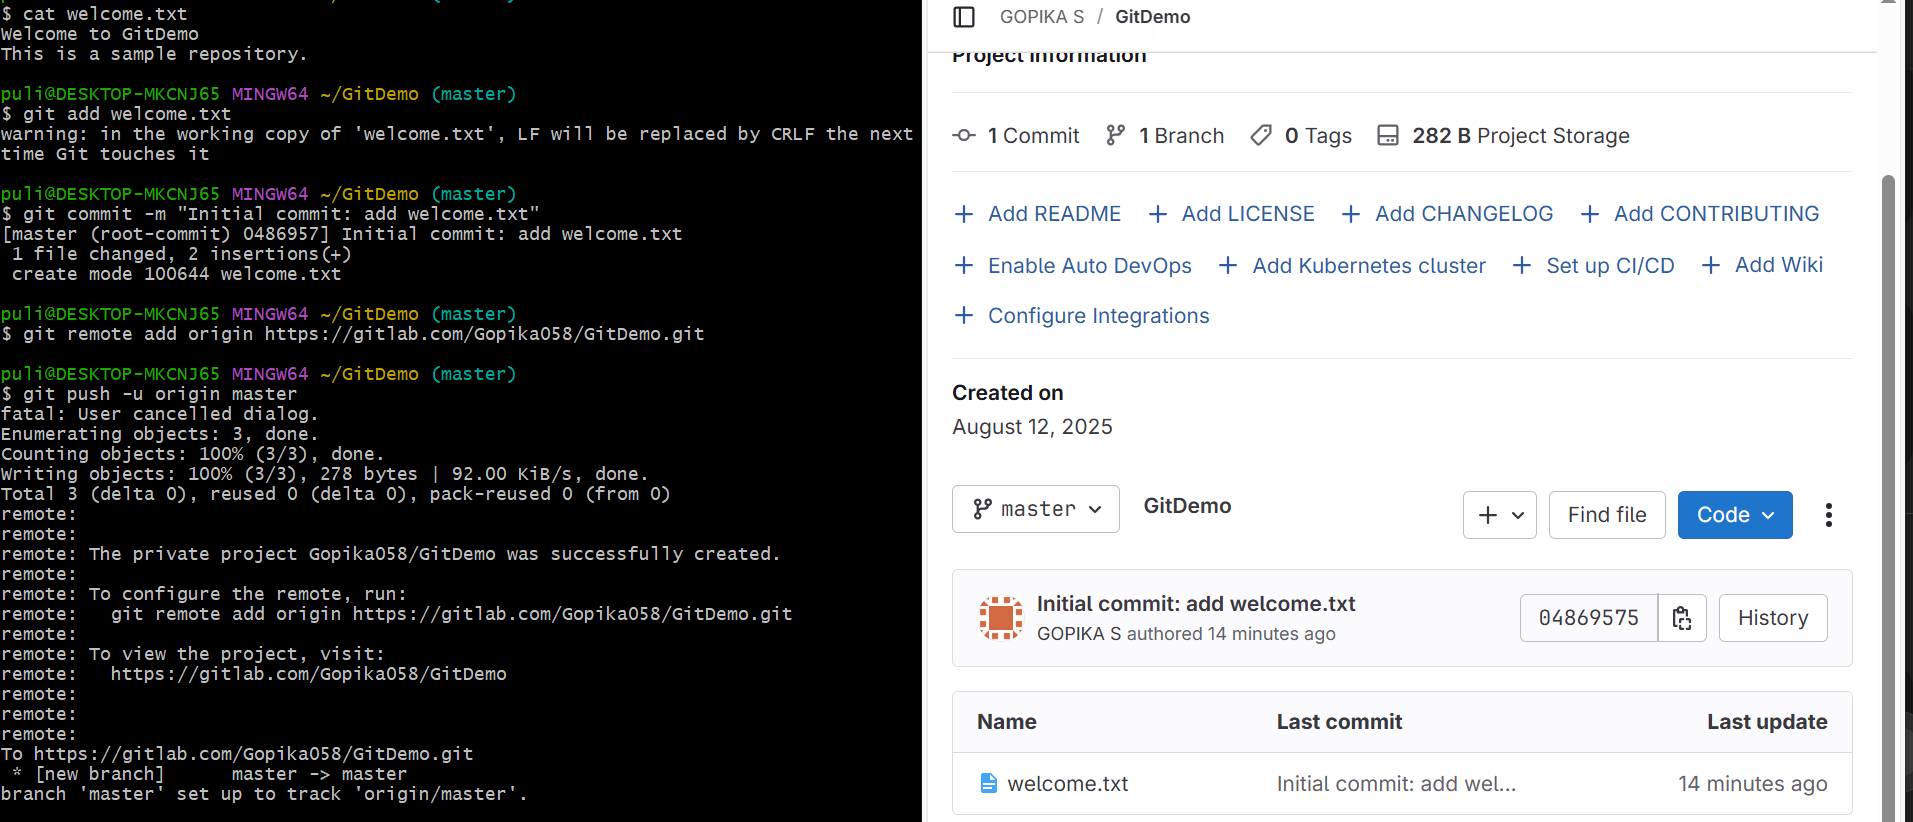 $ cat welcome.txt
Welcome to GitDemo
This is a sample repository.
puli@DESKTOP-MKCNJ65 MINGW64 ~/GitDemo (master)
$ git add welcome.txt
warning: in the working copy of 'welcome.txt', LF will be replaced by CRLF the next
time Git touches it
puli@DESKTOP-MKCNJ65 MINGW64 ~/GitDemo (master)
$ git commit -m "Initial commit: add welcome.txt"
[master (root-commit) 0486957] Initial commit: add welcome.txt
 1 file changed, 2 insertions(+)
 create mode 100644 welcome.txt
puli@DESKTOP-MKCNJ65 MINGW64 ~/GitDemo (master)
$ git remote add origin https://gitlab.com/Gopika058/GitDemo.git
puli@DESKTOP-MKCNJ65 MINGW64 ~/GitDemo (master)
$ git push -u origin master
fatal: User cancelled dialog.
Enumerating objects: 3, done.
Counting objects: 100% (3/3), done.
Writing objects: 100% (3/3), 278 bytes | 92.00 KiB/s, done.
Total 3 (delta 0), reused 0 (delta 0), pack-reused 0 (from 0)
remote:
remote:
remote: The private project Gopika058/GitDemo was successfully created.
remote:
remote: To configure the remote, run:
remote:   git remote add origin https://gitlab.com/Gopika058/GitDemo.git
remote:
remote: To view the project, visit:
remote:   https://gitlab.com/Gopika058/GitDemo
remote:
remote:
remote:
To https://gitlab.com/Gopika058/GitDemo.git
 * [new branch]      master -> master
branch 'master' set up to track 'origin/master'.
GOPIKA S / GitDemo
Project information
1 Commit 1 Branch 0 Tags 282 B Project Storage
+ Add README + Add LICENSE + Add CHANGELOG + Add CONTRIBUTING
+ Enable Auto DevOps + Add Kubernetes cluster + Set up CI/CD + Add Wiki
+ Configure Integrations
Created on
August 12, 2025
master GitDemo + Find file Code
Initial commit: add welcome.txt
GOPIKA S authored 14 minutes ago
04869575 History
Name Last commit Last update
welcome.txt Initial commit: add wel... 14 minutes ago